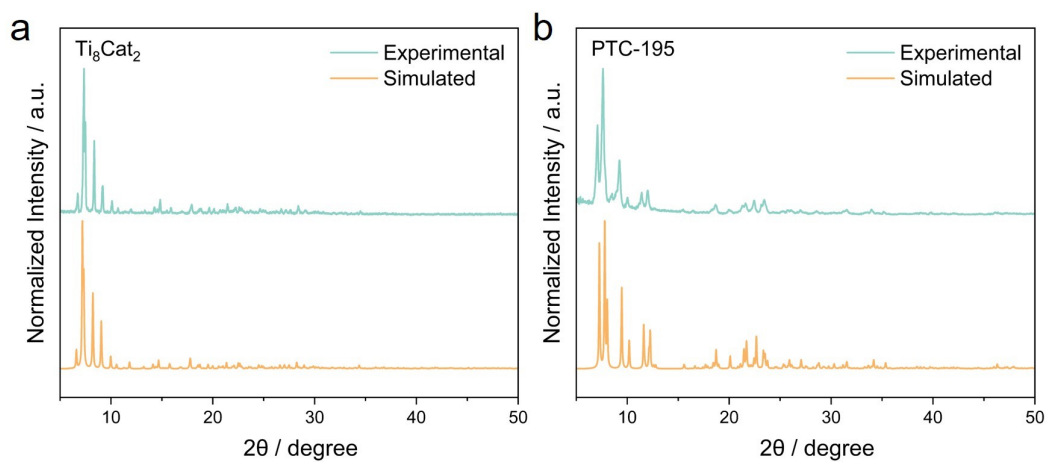 a
Ti₈Cat₂
Experimental
Simulated
Normalized Intensity / a.u.
10
20
30
40
50
2θ / degree
b
PTC-195
Experimental
Simulated
Normalized Intensity / a.u.
10
20
30
40
50
2θ / degree